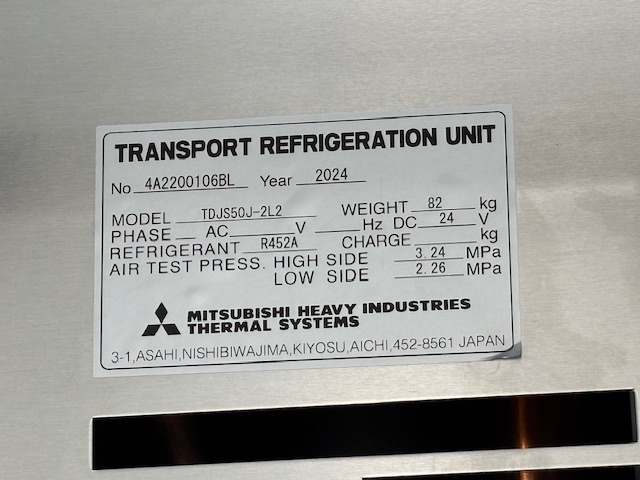 TRANSPORT REFRIGERATION UNIT
No 4A2200106BL Year 2024
MODEL TDJS50J-2L2 WEIGHT 82 kg
PHASE AC V Hz DC 24 V
REFRIGERANT R452A CHARGE kg
AIR TEST PRESS. HIGH SIDE 3.24 MPa
LOW SIDE 2.26 MPa
MITSUBISHI HEAVY INDUSTRIES
THERMAL SYSTEMS
3-1,ASAHI,NISHIBIWAJIMA,KIYOSU,AICHI,452-8561 JAPAN